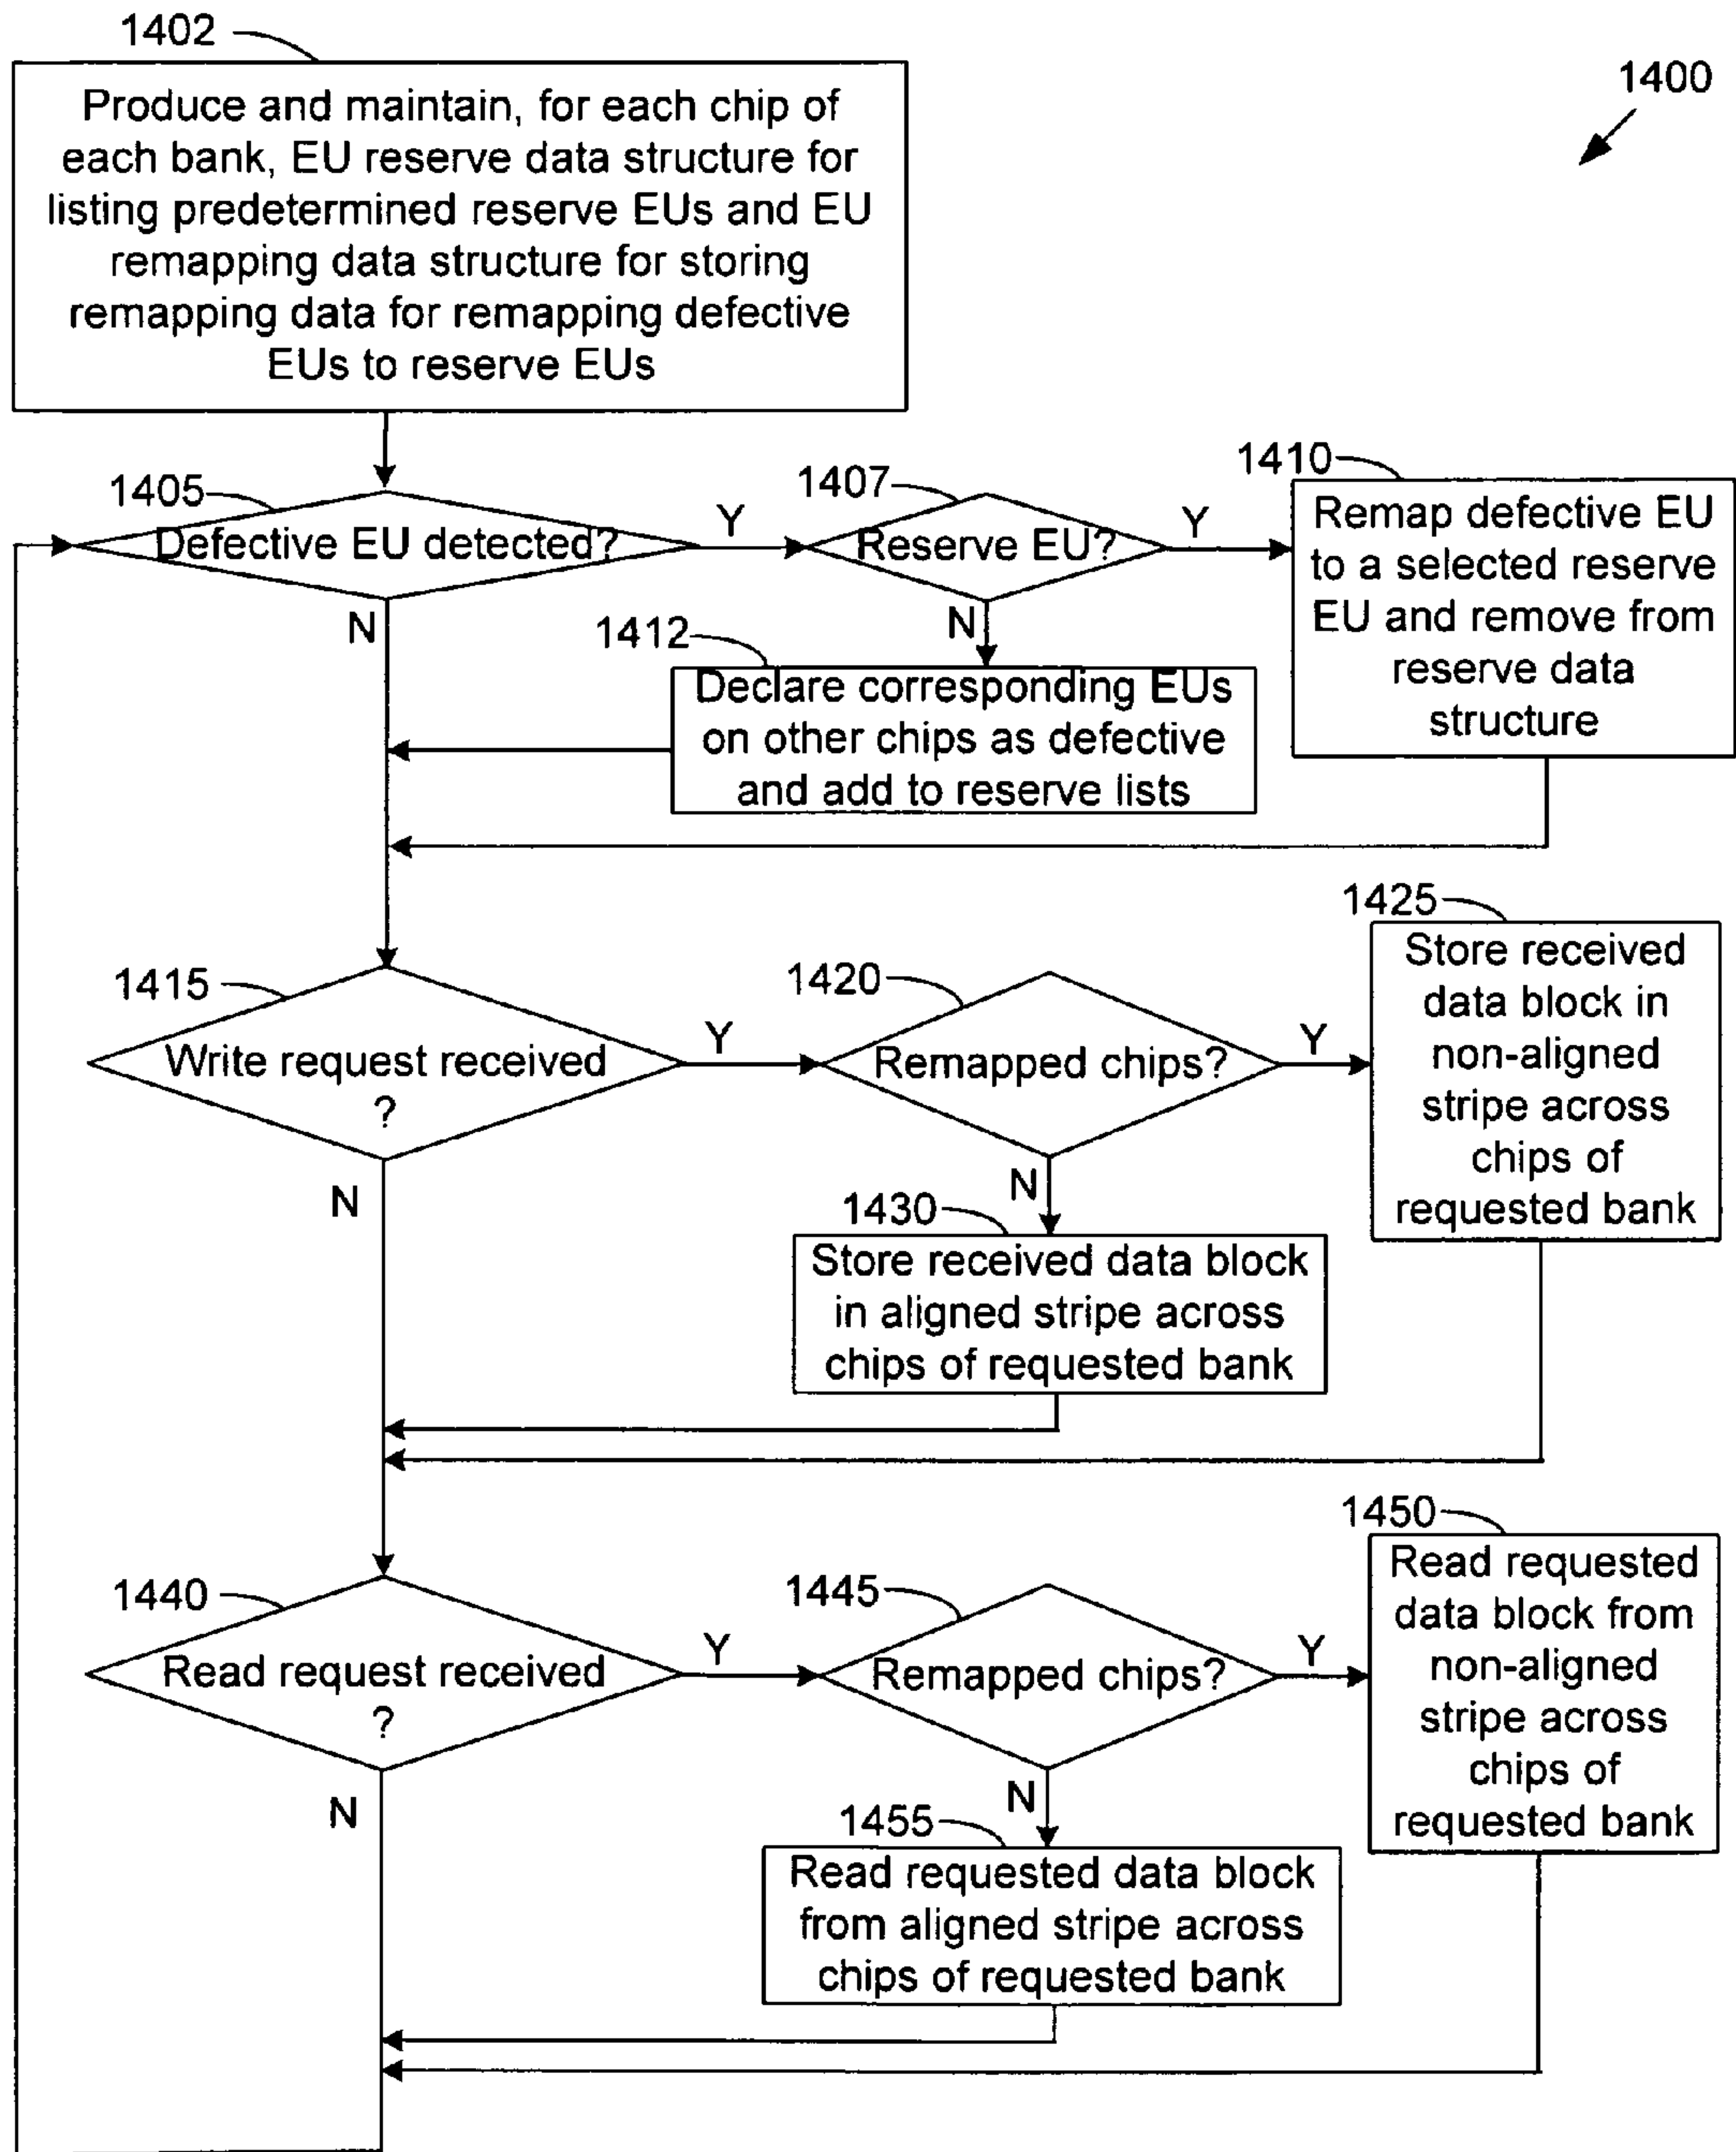 1402
1400
Produce and maintain, for each chip of
each bank, EU reserve data structure for
listing predetermined reserve EUs and EU
remapping data structure for storing
remapping data for remapping defective
EUs to reserve EUs
1405
Defective EU detected?
Y
N
1407
Reserve EU?
Y
N
1410
Remap defective EU
to a selected reserve
EU and remove from
reserve data
structure
1412
Declare corresponding EUs
on other chips as defective
and add to reserve lists
1415
Write request received
?
Y
N
1420
Remapped chips?
Y
N
1425
Store received
data block in
non-aligned
stripe across
chips of
requested bank
1430
Store received data block
in aligned stripe across
chips of requested bank
1440
Read request received
?
Y
N
1445
Remapped chips?
Y
N
1450
Read requested
data block from
non-aligned
stripe across
chips of
requested bank
1455
Read requested data block
from aligned stripe across
chips of requested bank